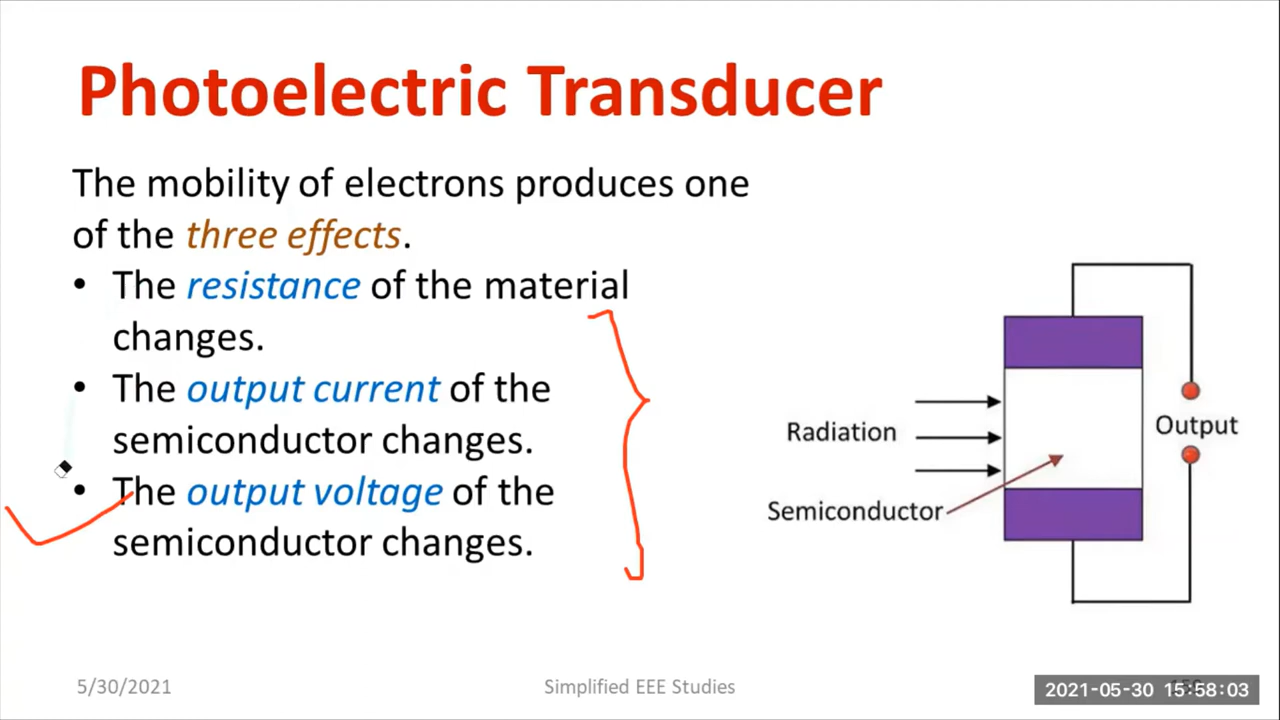 Photoelectric Transducer
The mobility of electrons produces one
of the three effects.
• The resistance of the material
changes.
• The output current of the
semiconductor changes.
• The output voltage of the
semiconductor changes.
Radiation
Output
Semiconductor
5/30/2021
Simplified EEE Studies
2021-05-30 15:58:03